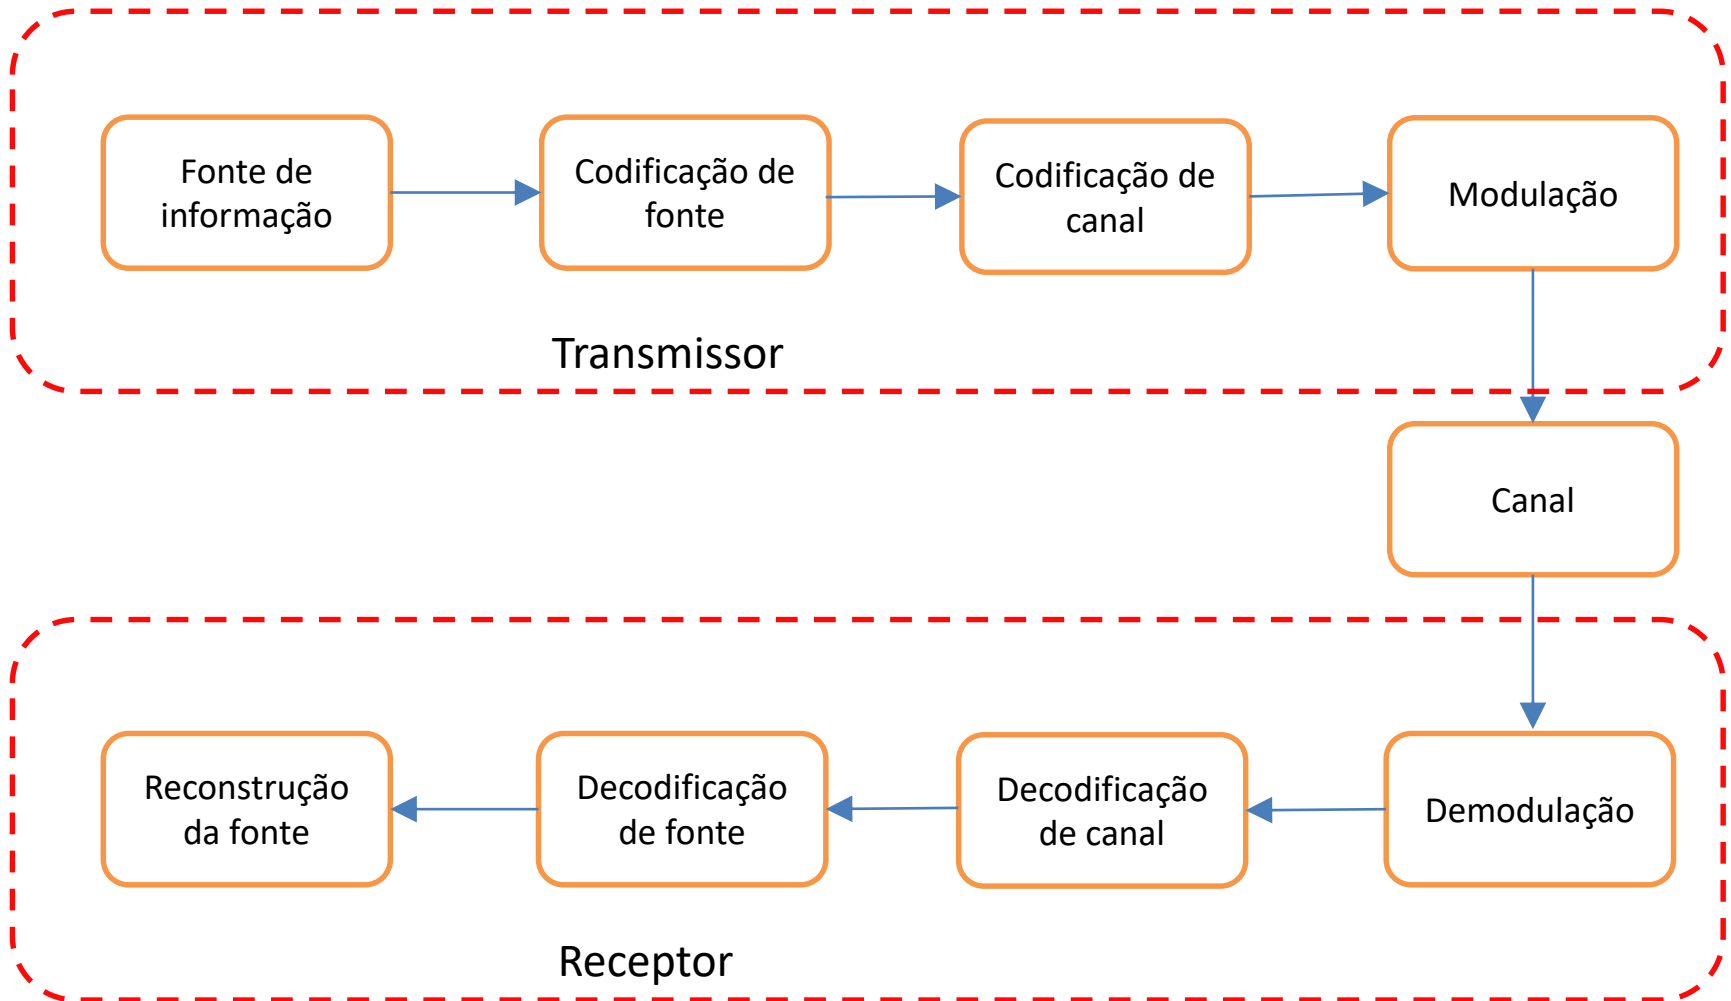 Fonte de
informação
Codificação de
fonte
Codificação de
canal
Modulação
Transmissor
Canal
Reconstrução
da fonte
Decodificação
de fonte
Decodificação
de canal
Demodulação
Receptor